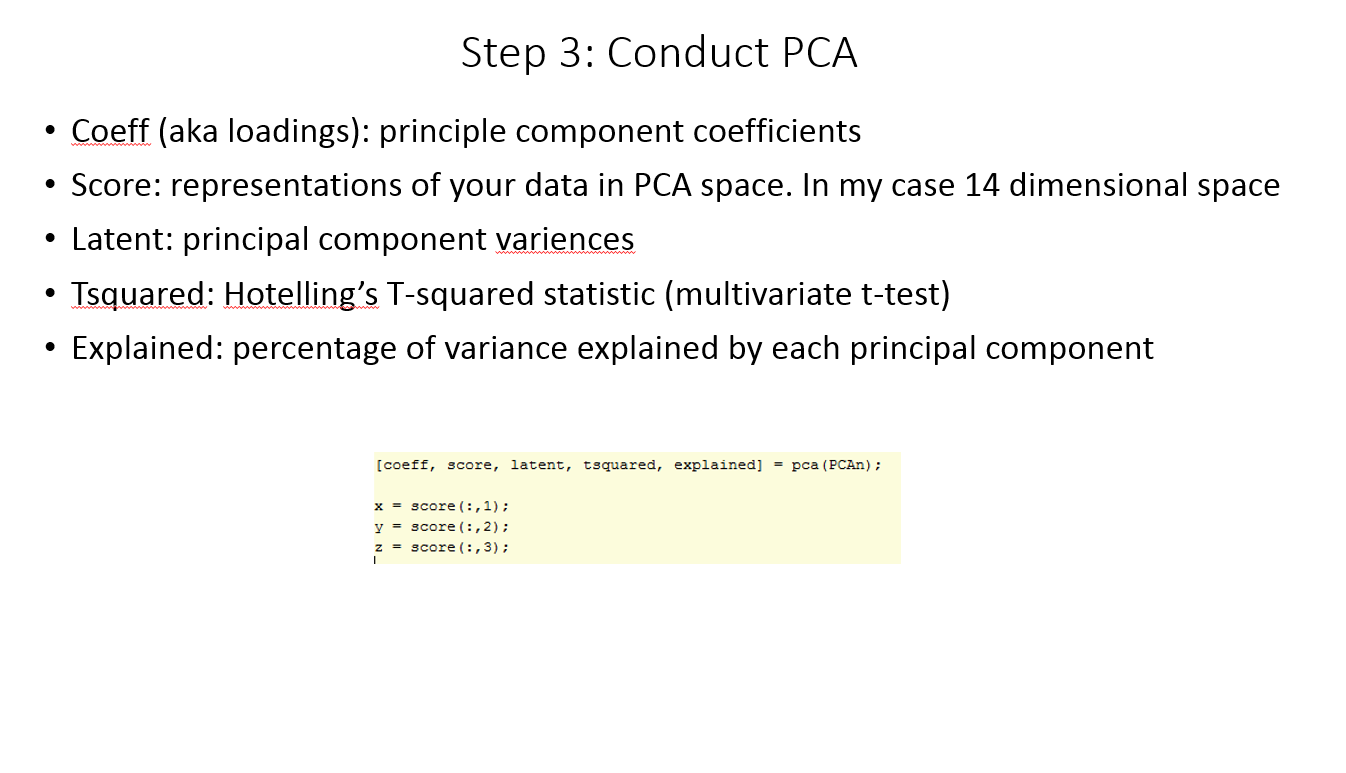 Step 3: Conduct PCA
• Coeff (aka loadings): principle component coefficients
• Score: representations of your data in PCA space. In my case 14 dimensional space
• Latent: principal component variences
• Tsquared: Hotelling’s T-squared statistic (multivariate t-test)
• Explained: percentage of variance explained by each principal component
[coeff, score, latent, tsquared, explained] = pca(PCAn);
x = score(:,1);
y = score(:,2);
z = score(:,3);